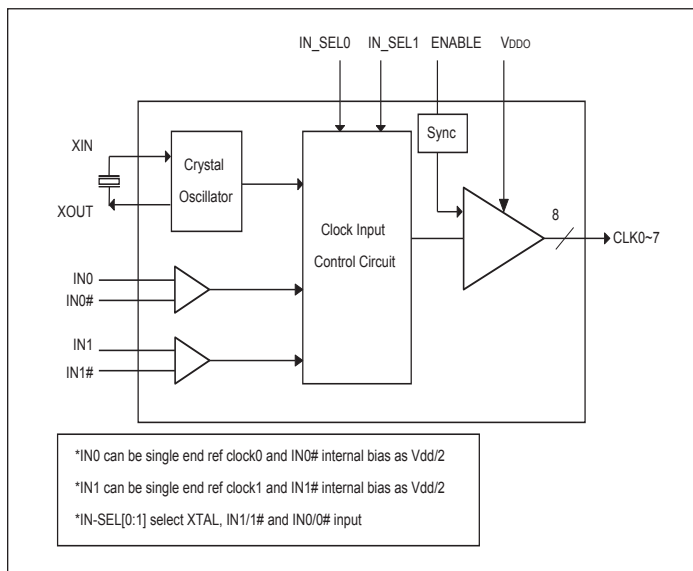 IN_SEL0 IN_SEL1 ENABLE VDDO
Sync
XIN
Crystal
Oscillator
XOUT
Clock Input
Control Circuit
8
CLK0~7
IN0
IN0#
IN1
IN1#
*IN0 can be single end ref clock0 and IN0# internal bias as Vdd/2
*IN1 can be single end ref clock1 and IN1# internal bias as Vdd/2
*IN-SEL[0:1] select XTAL, IN1/1# and IN0/0# input